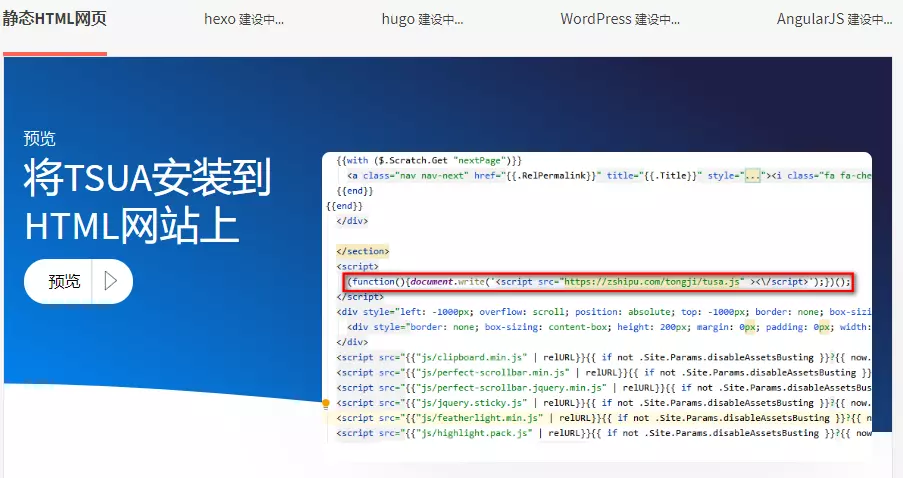 静态HTML网页
hexo 建设中...
hugo 建设中...
WordPress 建设中...
AngularJS 建设中...
预览
将TSUA安装到
HTML网站上
预览
{{with ($.Scratch.Get "nextPage")}}
<a class="nav nav-next" href="{{.RelPermalink}}" title="{{.Title}}" style="..."><i class="fa fa-che
{{end}}
{{end}}
</div>
</section>
<script>
(function(){document.write('<script src="https://zshipu.com/tongji/tusa.js" ><\/script>');})();
</script>
<div style="left: -1000px; overflow: scroll; position: absolute; top: -1000px; border: none; box-sizi
<div style="border: none; box-sizing: content-box; height: 200px; margin: 0px; padding: 0px; width:
</div>
<script src="{{"js/clipboard.min.js" | relURL}}{{ if not .Site.Params.disableAssetsBusting }}?{{ now.
<script src="{{"js/perfect-scrollbar.min.js" | relURL}}{{ if not .Site.Params.disableAssetsBusting }}
<script src="{{"js/perfect-scrollbar.jquery.min.js" | relURL}}{{ if not .Site.Params.disableAssetsBus
<script src="{{"js/jquery.sticky.js" | relURL}}{{ if not .Site.Params.disableAssetsBusting }}?{{ now.
<script src="{{"js/featherlight.min.js" | relURL}}{{ if not .Site.Params.disableAssetsBusting }}?{{ n
<script src="{{"js/highlight.pack.js" | relURL}}{{ if not .Site.Params.disableAssetsBusting }}?{{ now